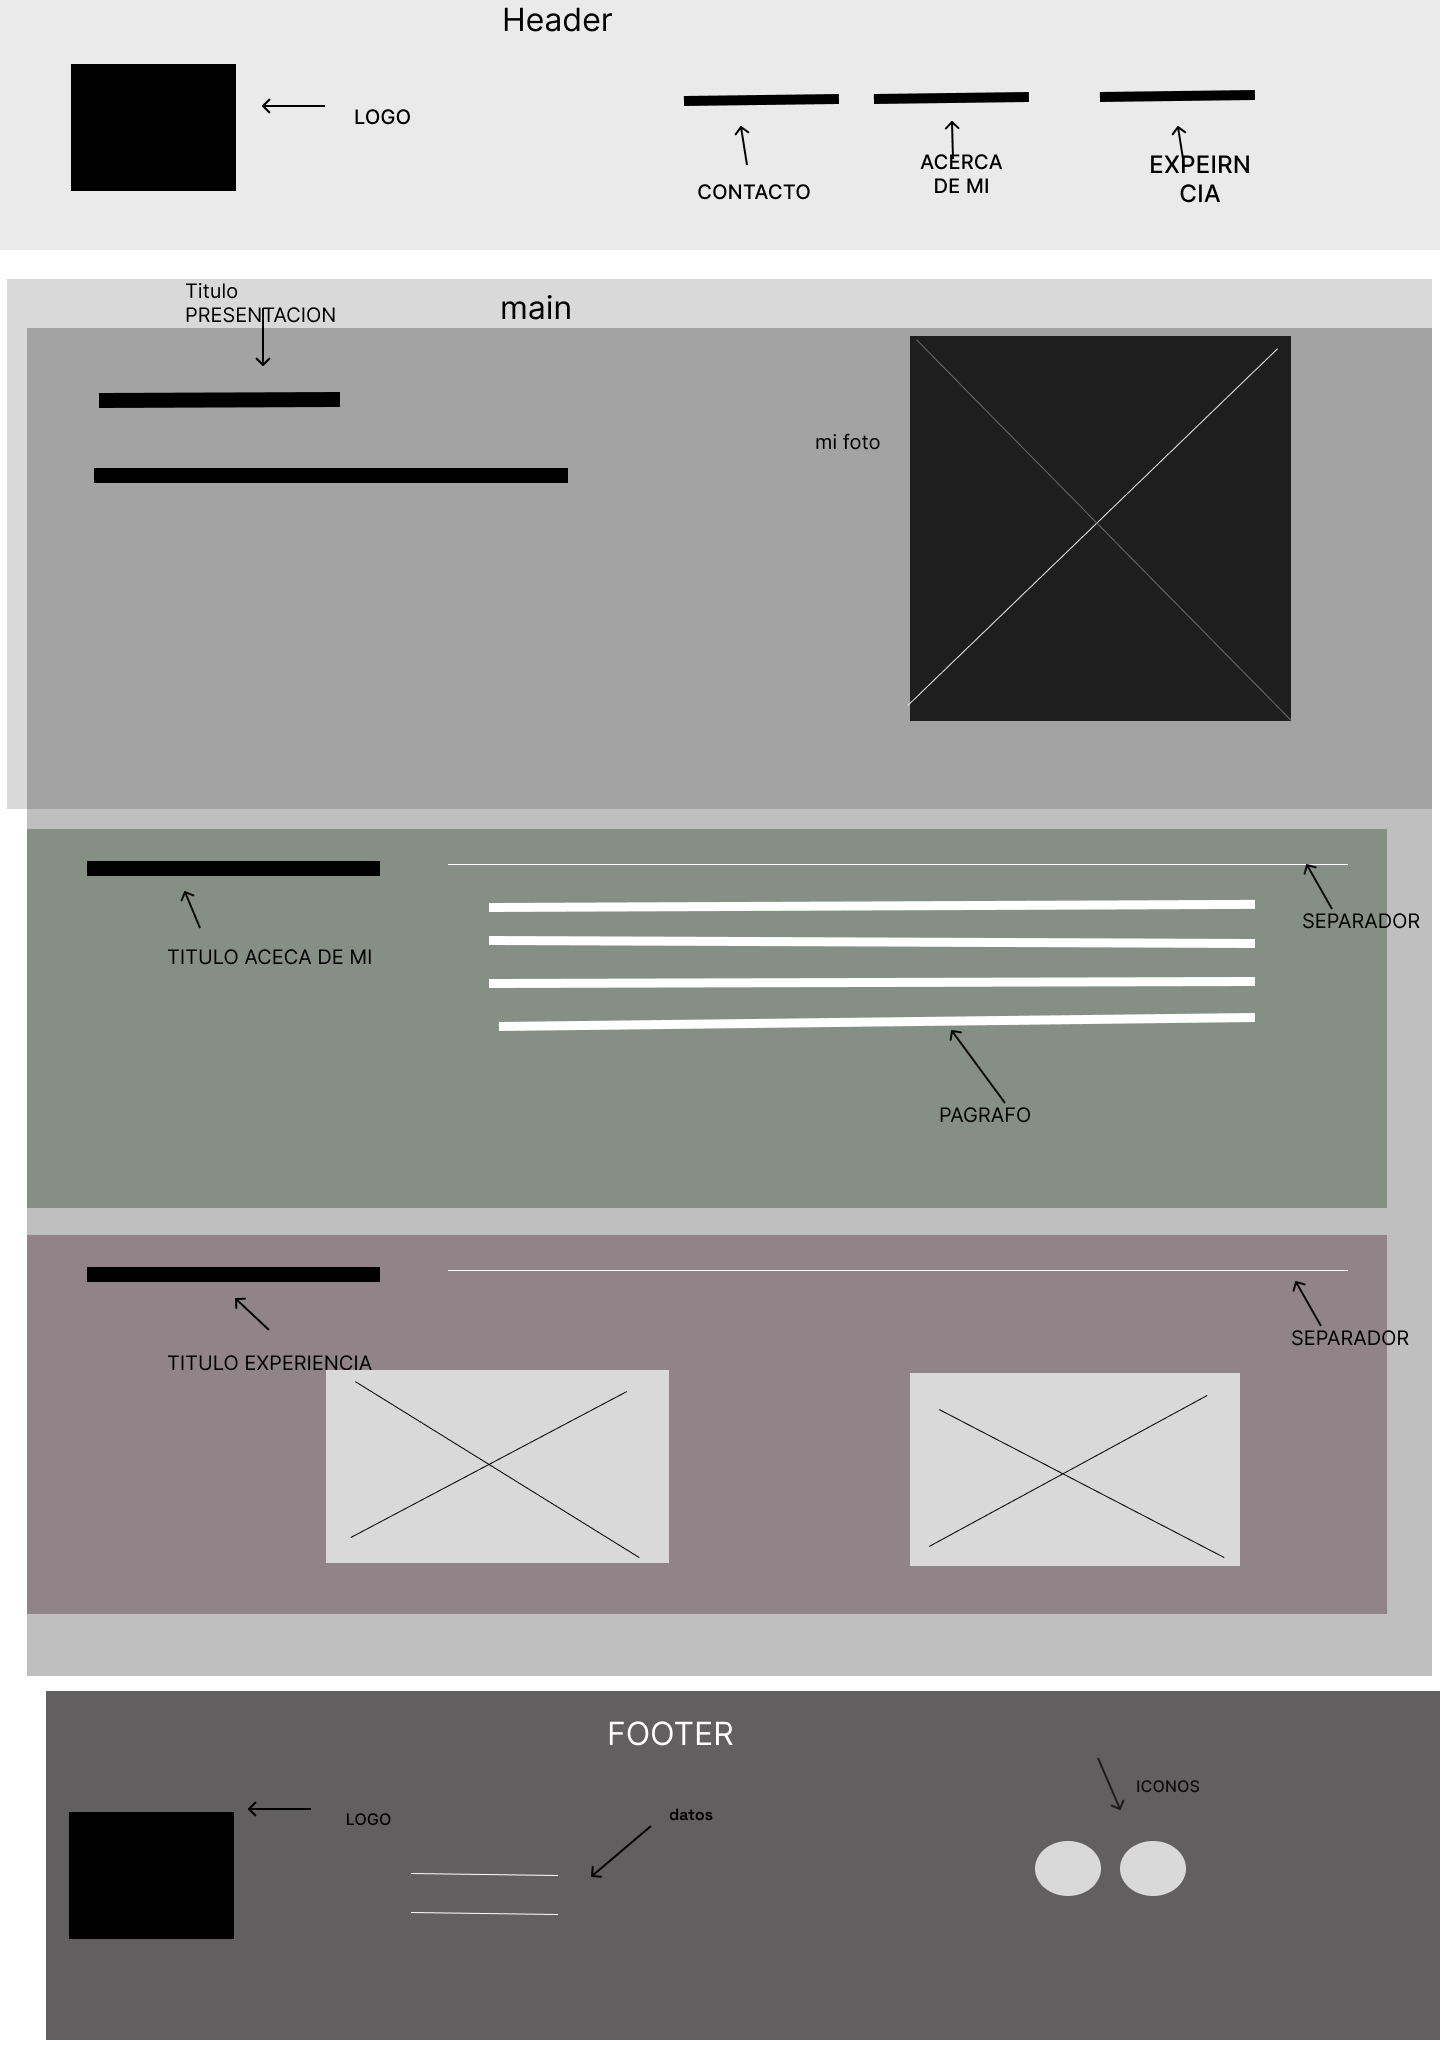 Header
LOGO
CONTACTO
ACERCA
DE MI
EXPEIRN
CIA
Titulo
PRESENTACION
main
mi foto
TITULO ACECA DE MI
SEPARADOR
PAGRAFO
TITULO EXPERIENCIA
SEPARADOR
FOOTER
LOGO
datos
ICONOS